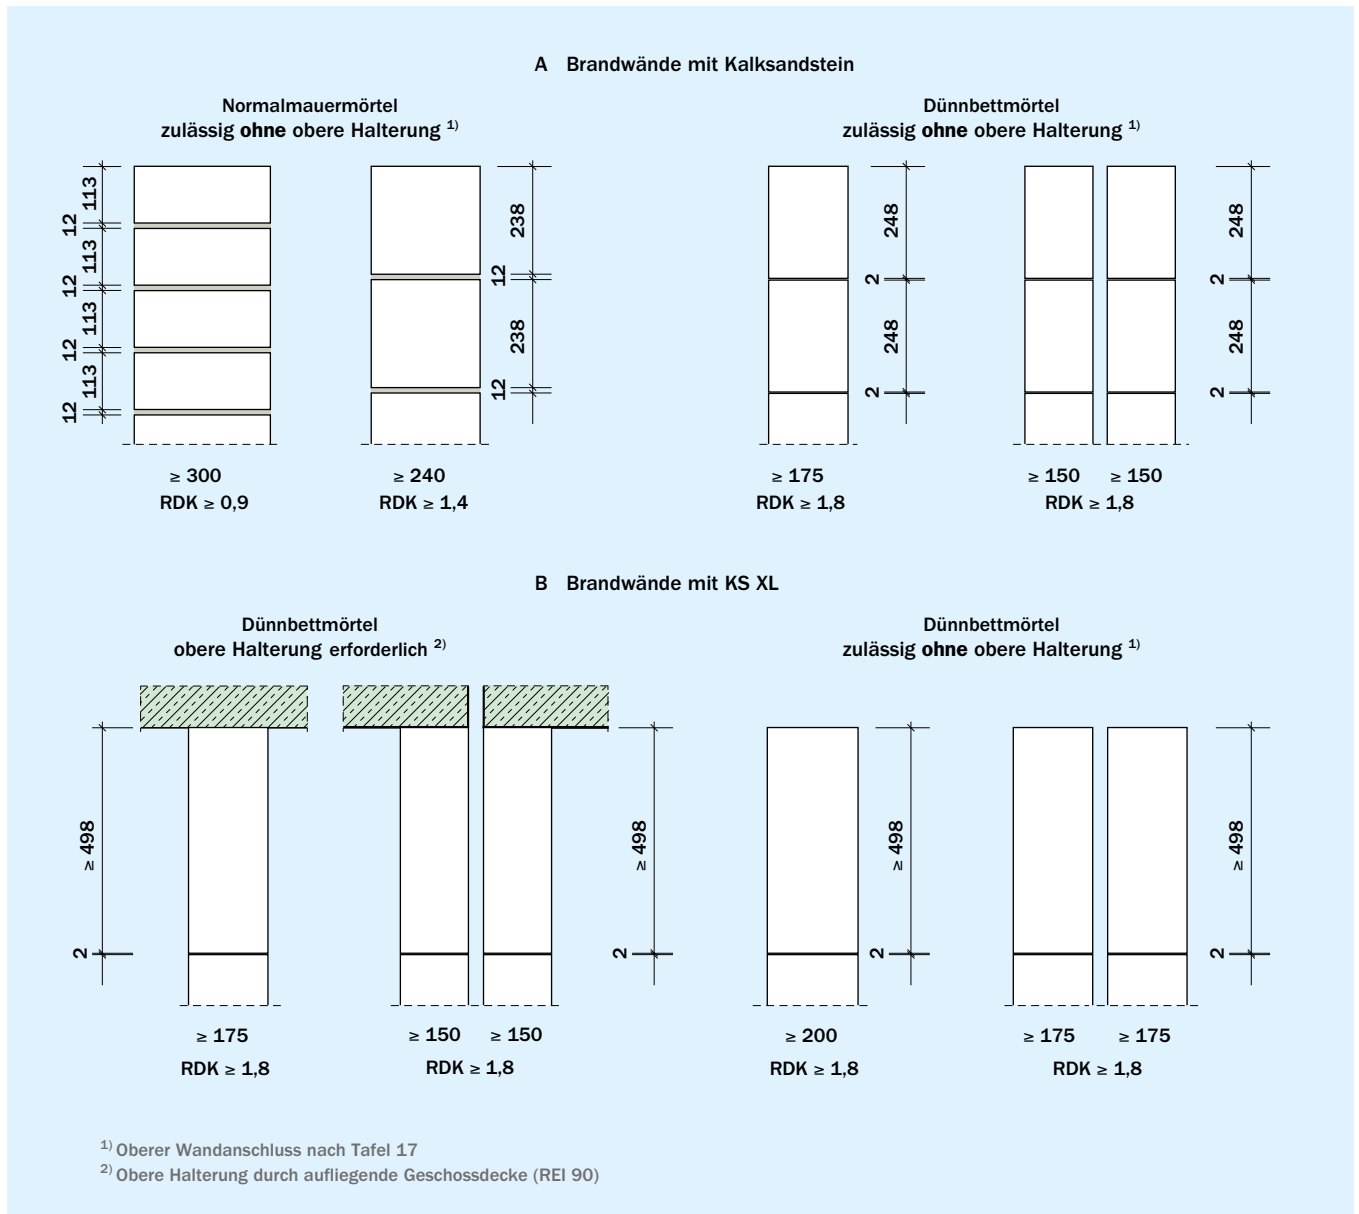 A Brandwände mit Kalksandstein
Normalmauermörtel
zulässig ohne obere Halterung 1)
113
12
113
12
113
12
113
12
≥ 300
RDK ≥ 0,9
238
12
238
12
≥ 240
RDK ≥ 1,4
Dünnbettmörtel
zulässig ohne obere Halterung 1)
248
2
248
2
≥ 175
RDK ≥ 1,8
248
2
248
2
≥ 150 ≥ 150
RDK ≥ 1,8
B Brandwände mit KS XL
Dünnbettmörtel
obere Halterung erforderlich 2)
≥ 498
2
≥ 175
RDK ≥ 1,8
≥ 498
2
≥ 150 ≥ 150
RDK ≥ 1,8
Dünnbettmörtel
zulässig ohne obere Halterung 1)
≥ 498
2
≥ 200
RDK ≥ 1,8
≥ 498
2
≥ 175 ≥ 175
RDK ≥ 1,8
1) Oberer Wandanschluss nach Tafel 17
2) Obere Halterung durch aufliegende Geschossdecke (REI 90)